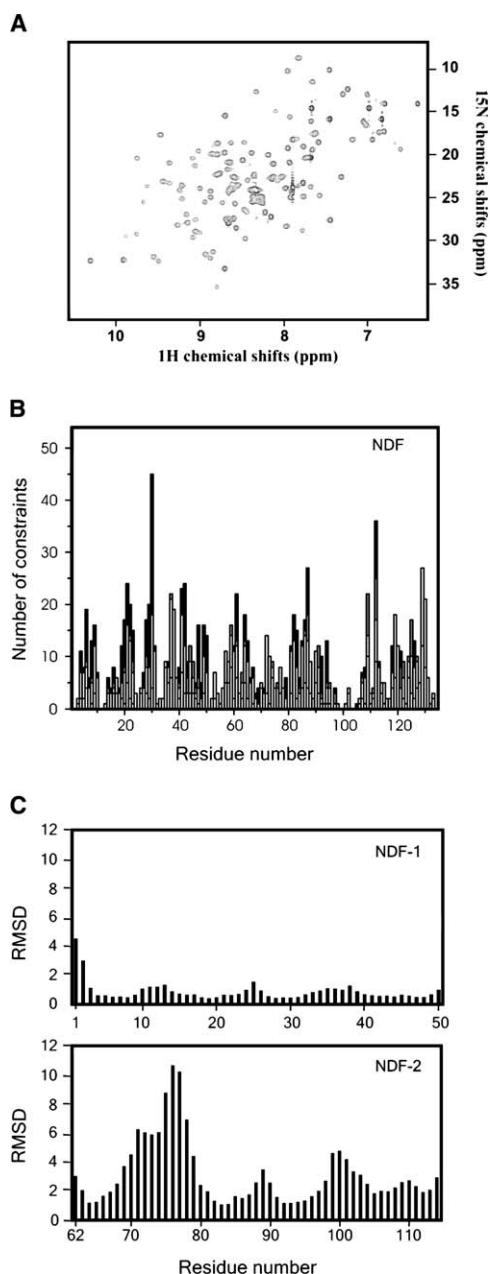 A
10
15
20
25
30
35
15N chemical shifts (ppm)
10 9 8 7
1H chemical shifts (ppm)
B
NDF
50
40
30
20
10
0
Number of constraints
20 40 60 80 100 120
Residue number
C
NDF-1
12
10
8
6
4
2
0
RMSD
1 10 20 30 40 50
NDF-2
12
10
8
6
4
2
0
RMSD
62 70 80 90 100 110
Residue number